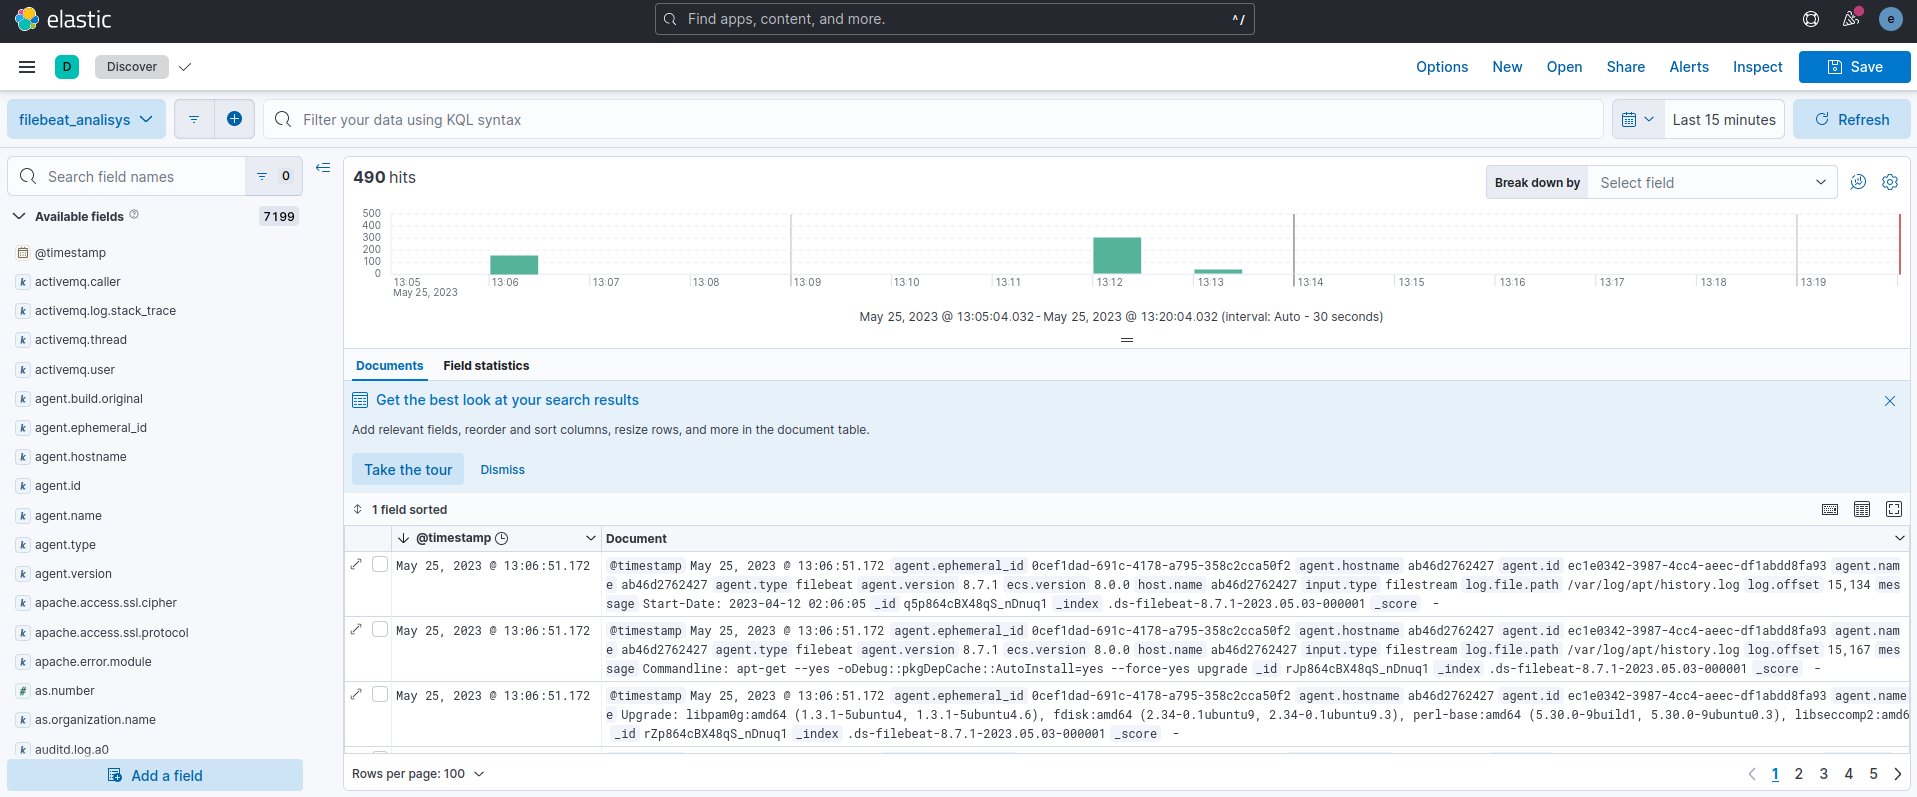 elastic
Find apps, content, and more.
^/
e
D
Discover
Options
New
Open
Share
Alerts
Inspect
Save
filebeat_analisys
Filter your data using KQL syntax
Last 15 minutes
Refresh
Search field names
0
Available fields
7199
@timestamp
k activemq.caller
k activemq.log.stack_trace
k activemq.thread
k activemq.user
k agent.build.original
k agent.ephemeral_id
k agent.hostname
k agent.id
k agent.name
k agent.type
k agent.version
k apache.access.ssl.cipher
k apache.access.ssl.protocol
k apache.error.module
# as.number
k as.organization.name
k auditd.log.a0
Add a field
490 hits
Break down by
Select field
500
400
300
200
100
0
13:05
May 25, 2023
13:06
13:07
13:08
13:09
13:10
13:11
13:12
13:13
13:14
13:15
13:16
13:17
13:18
13:19
May 25, 2023 @ 13:05:04.032 - May 25, 2023 @ 13:20:04.032 (interval: Auto - 30 seconds)
Documents
Field statistics
Get the best look at your search results
Add relevant fields, reorder and sort columns, resize rows, and more in the document table.
Take the tour
Dismiss
1 field sorted
@timestamp
Document
May 25, 2023 @ 13:06:51.172
@timestamp May 25, 2023 @ 13:06:51.172 agent.ephemeral_id 0cef1dad-691c-4178-a795-358c2cca50f2 agent.hostname ab46d2762427 agent.id ec1e0342-3987-4cc4-aeec-df1abdd8fa93 agent.nam
e ab46d2762427 agent.type filebeat agent.version 8.7.1 ecs.version 8.0.0 host.name ab46d2762427 input.type filestream log.file.path /var/log/apt/history.log log.offset 15,134 mes
sage Start-Date: 2023-04-12 02:06:05 _id q5p864cBX48qS_nDnuq1 _index .ds-filebeat-8.7.1-2023.05.03-000001 _score -
May 25, 2023 @ 13:06:51.172
@timestamp May 25, 2023 @ 13:06:51.172 agent.ephemeral_id 0cef1dad-691c-4178-a795-358c2cca50f2 agent.hostname ab46d2762427 agent.id ec1e0342-3987-4cc4-aeec-df1abdd8fa93 agent.nam
e ab46d2762427 agent.type filebeat agent.version 8.7.1 ecs.version 8.0.0 host.name ab46d2762427 input.type filestream log.file.path /var/log/apt/history.log log.offset 15,167 mes
sage Commandline: apt-get --yes -oDebug::pkgDepCache::AutoInstall=yes --force-yes upgrade _id rJp864cBX48qS_nDnuq1 _index .ds-filebeat-8.7.1-2023.05.03-000001 _score -
May 25, 2023 @ 13:06:51.172
@timestamp May 25, 2023 @ 13:06:51.172 agent.ephemeral_id 0cef1dad-691c-4178-a795-358c2cca50f2 agent.hostname ab46d2762427 agent.id ec1e0342-3987-4cc4-aeec-df1abdd8fa93 agent.name
e Upgrade: libpam0g:amd64 (1.3.1-5ubuntu4, 1.3.1-5ubuntu4.6), fdisk:amd64 (2.34-0.1ubuntu9, 2.34-0.1ubuntu9.3), perl-base:amd64 (5.30.0-9build1, 5.30.0-9ubuntu0.3), libseccomp2:amd6
_id rZp864cBX48qS_nDnuq1 _index .ds-filebeat-8.7.1-2023.05.03-000001 _score -
Rows per page: 100
1 2 3 4 5